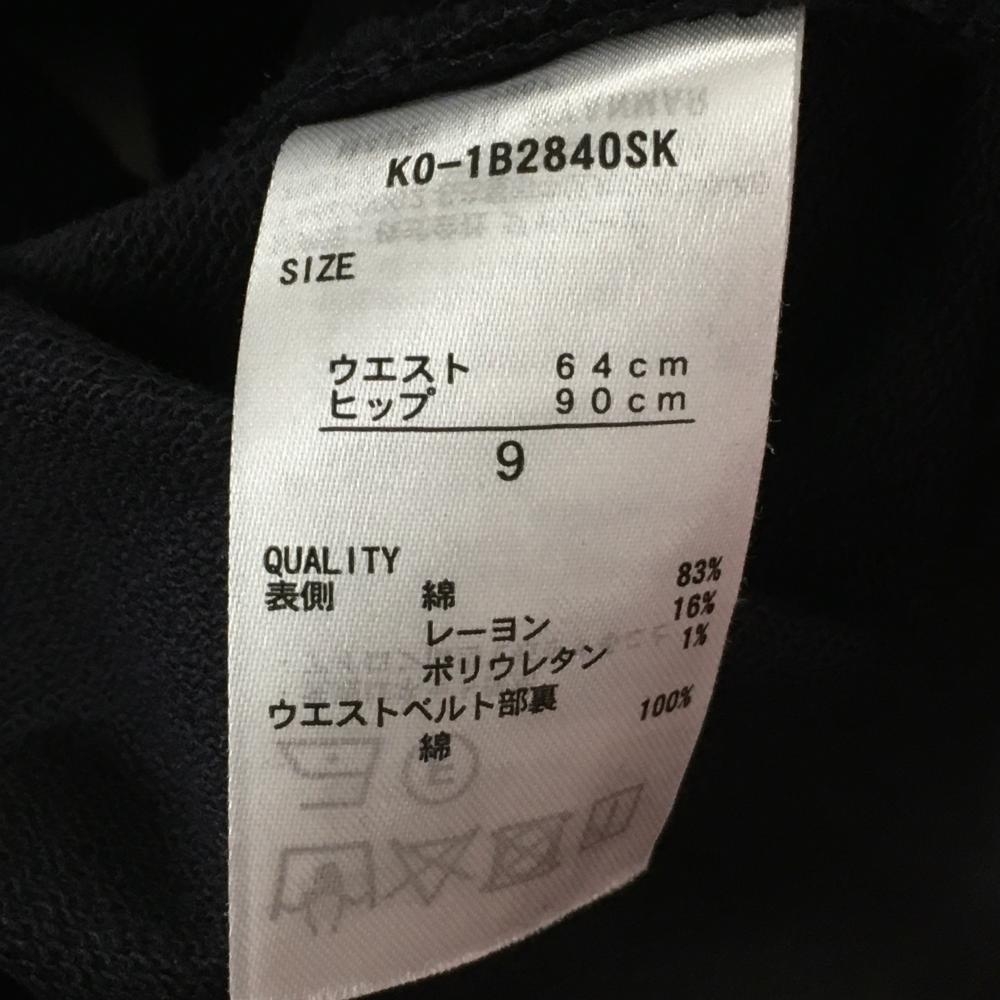 KO-1B2840SK
SIZE
ウエスト 64cm
ヒップ 90cm
9
QUALITY
表側 綿 83%
レーヨン 16%
ポリウレタン 1%
ウエストベルト部裏
綿 100%